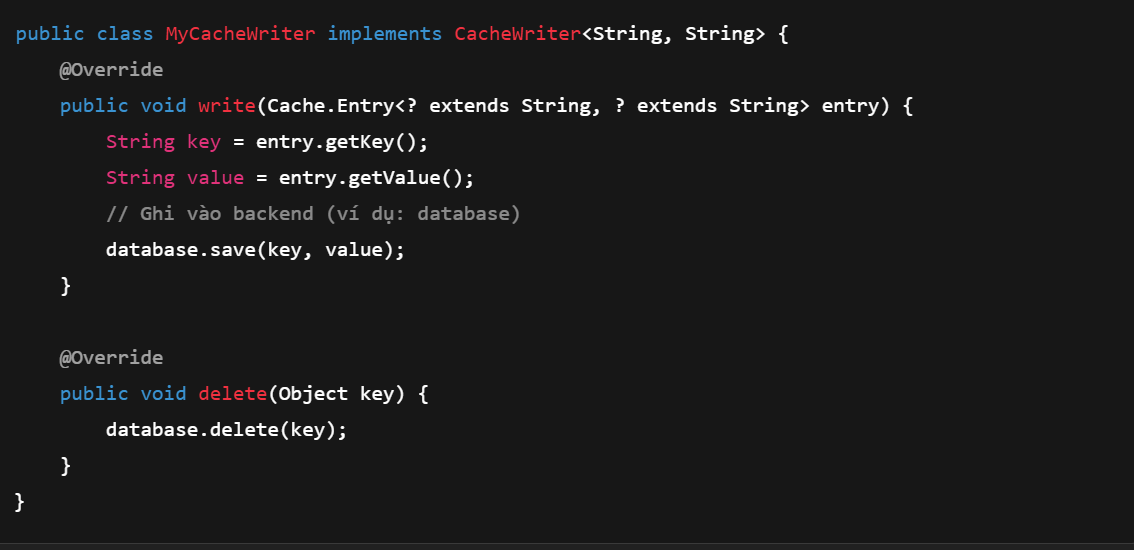 public class MyCacheWriter implements CacheWriter<String, String> {
    @Override
    public void write(Cache.Entry<? extends String, ? extends String> entry) {
        String key = entry.getKey();
        String value = entry.getValue();
        // Ghi vào backend (ví dụ: database)
        database.save(key, value);
    }

    @Override
    public void delete(Object key) {
        database.delete(key);
    }
}